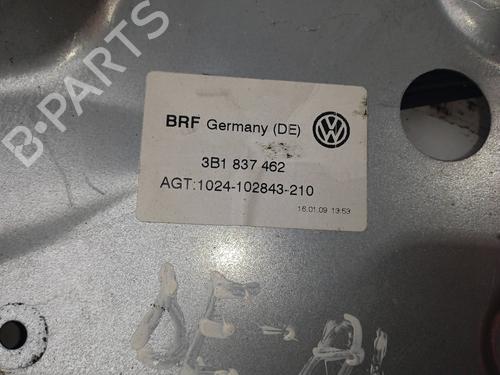 B-PARTS
BRF Germany (DE)
3B1 837 462
AGT:1024-102843-210
16.01.09 13:53